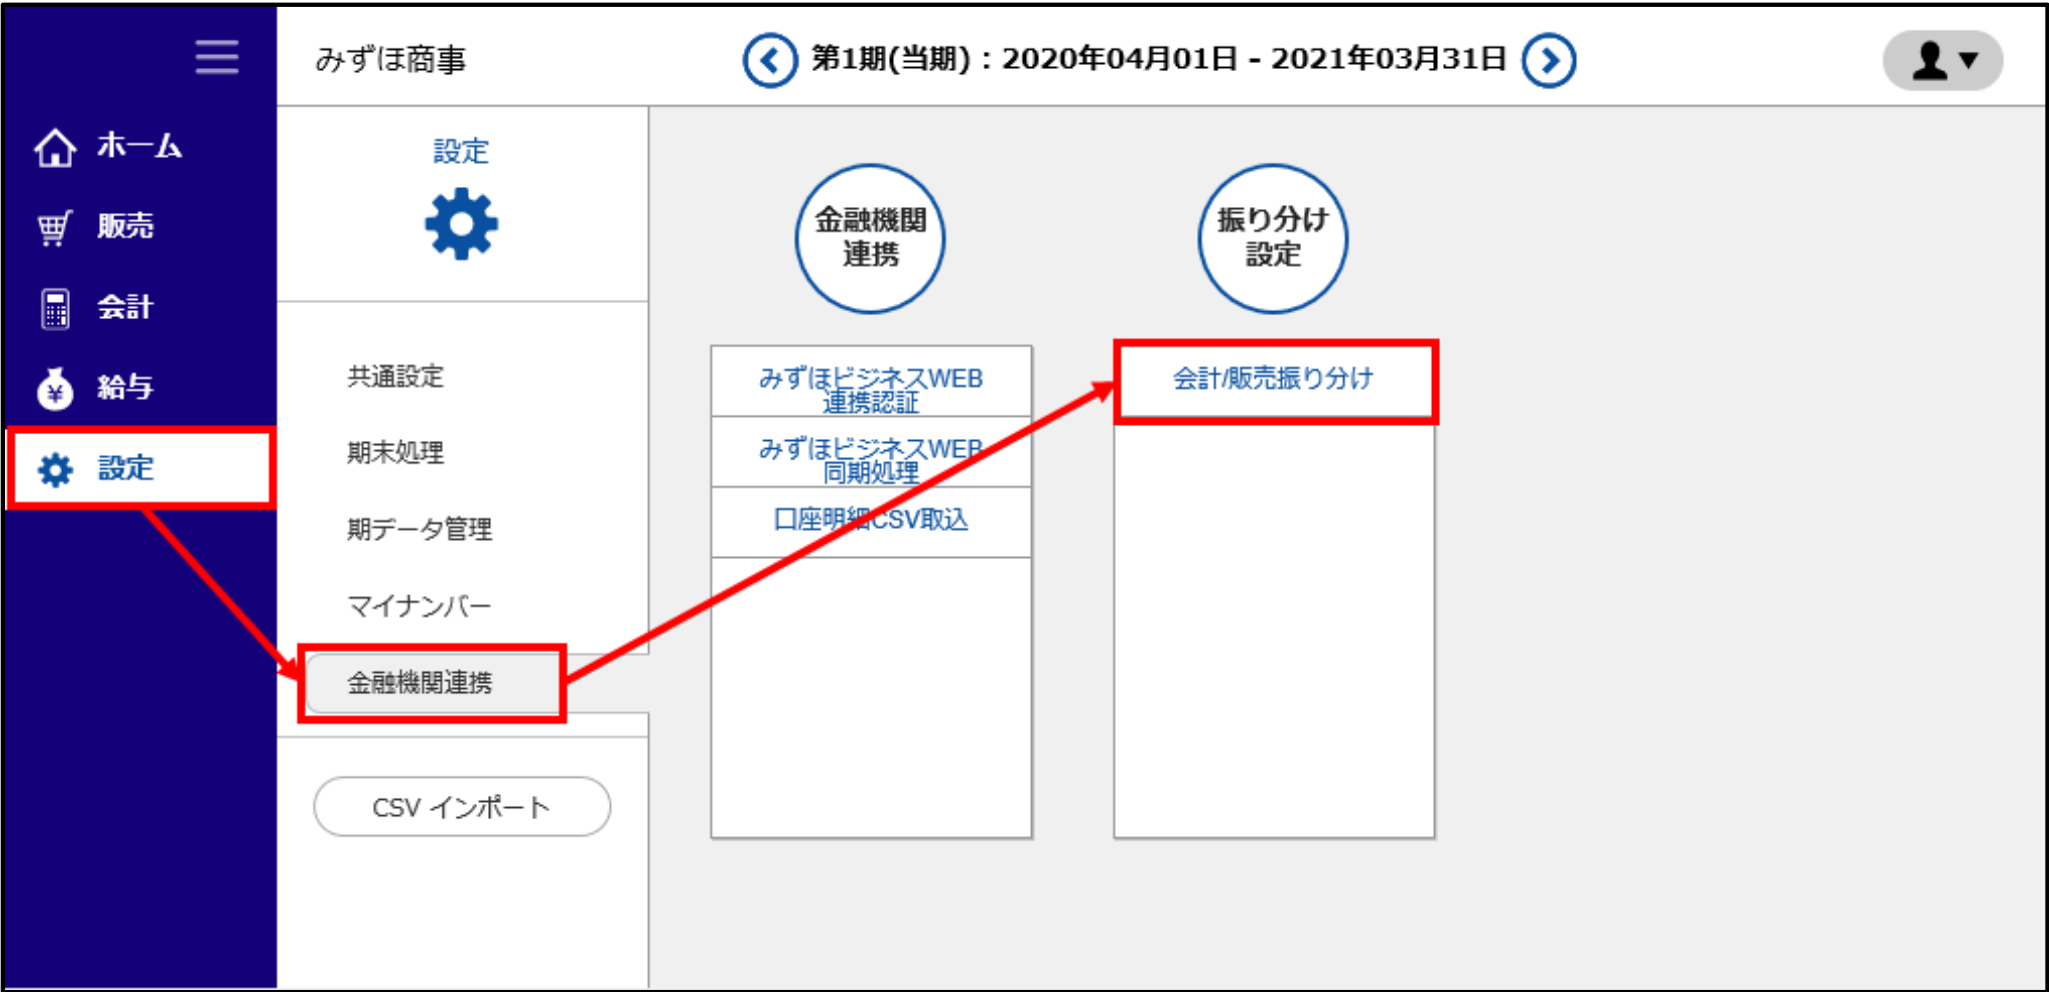 みずほ商事
第1期(当期)：2020年04月01日 - 2021年03月31日
ホーム
販売
会計
給与
設定
設定
共通設定
期末処理
期データ管理
マイナンバー
金融機関連携
CSV インポート
金融機関
連携
みずほビジネスWEB
連携認証
みずほビジネスWEB
同期処理
口座明細CSV取込
振り分け
設定
会計/販売振り分け